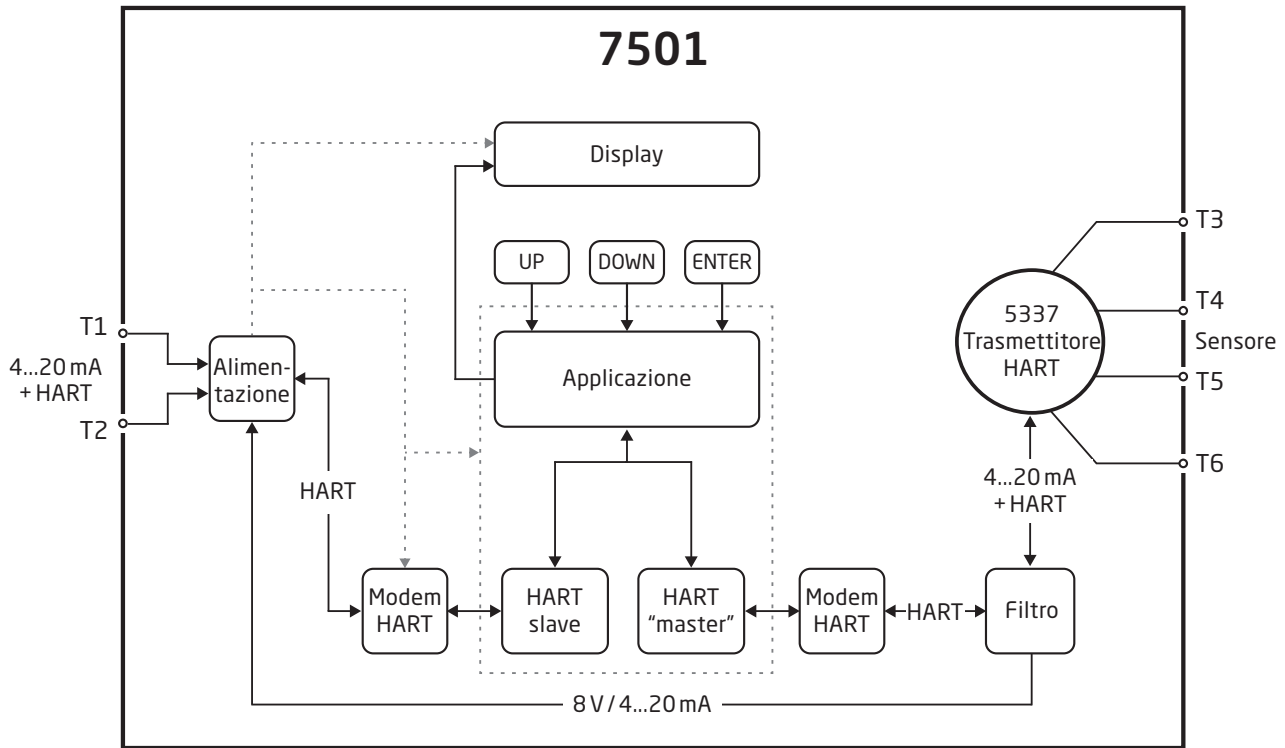 7501
Display
UP
DOWN
ENTER
T3
T1
T4
5337
Trasmettitore
HART
Sensore
4...20 mA
+ HART
Alimen-
tazione
Applicazione
T5
T2
T6
HART
4...20 mA
+ HART
Modem
HART
HART
slave
HART
“master”
Modem
HART
HART
Filtro
8 V / 4...20 mA